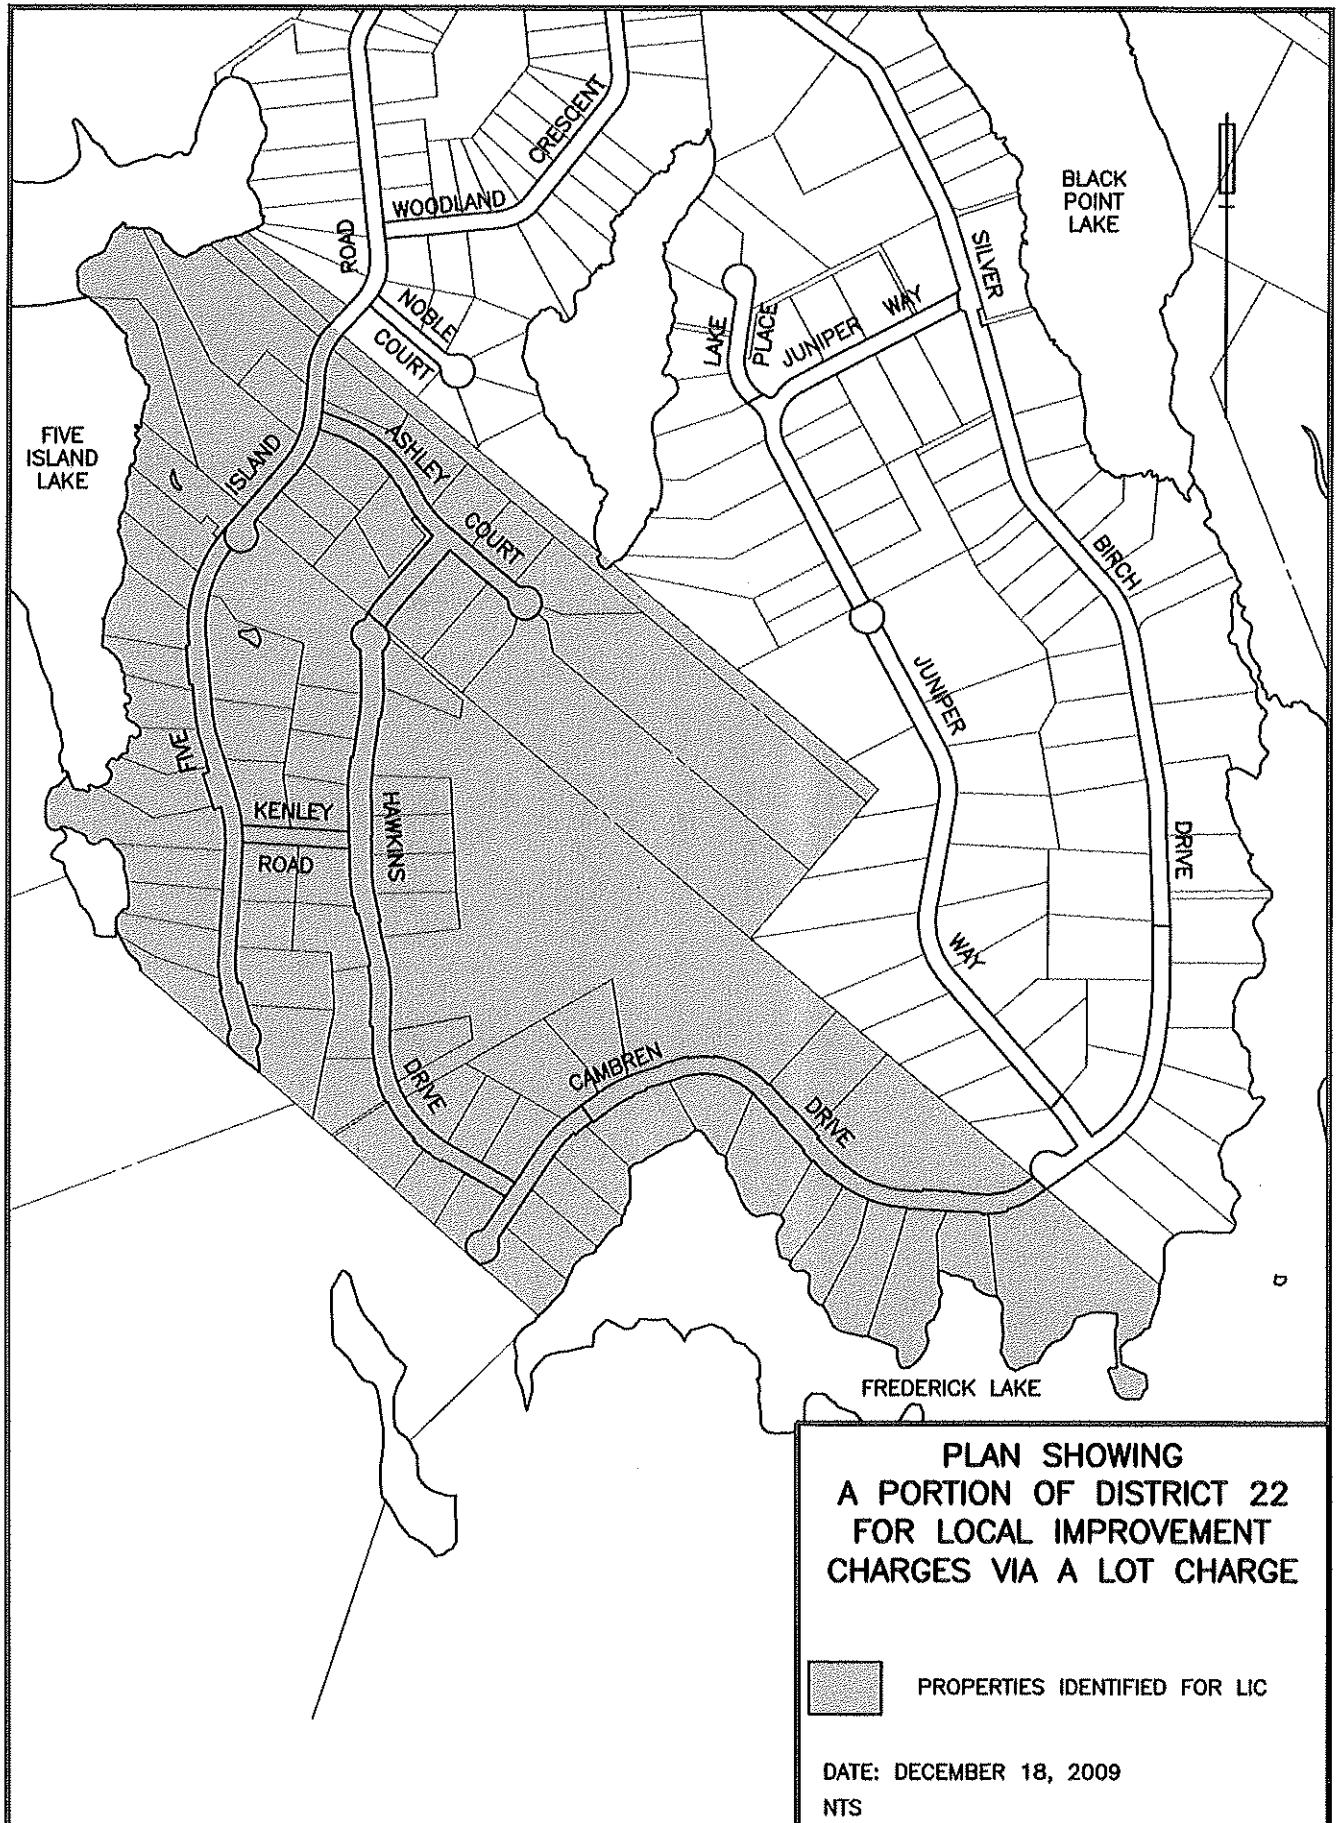 CRESCENT
WOODLAND
ROAD
NOBLE
COURT
BLACK
POINT
LAKE
SILVER
LAKE
PLACE
JUNIPER WAY
FIVE
ISLAND
LAKE
ISLAND
ASHLEY
COURT
BIRCH
JUNIPER
FIVE
KENLEY
ROAD
HAWKINS
DRIVE
WAY
DRIVE
CAMBREN
DRIVE
FREDERICK LAKE
PLAN SHOWING
A PORTION OF DISTRICT 22
FOR LOCAL IMPROVEMENT
CHARGES VIA A LOT CHARGE
PROPERTIES IDENTIFIED FOR LIC
DATE: DECEMBER 18, 2009
NTS